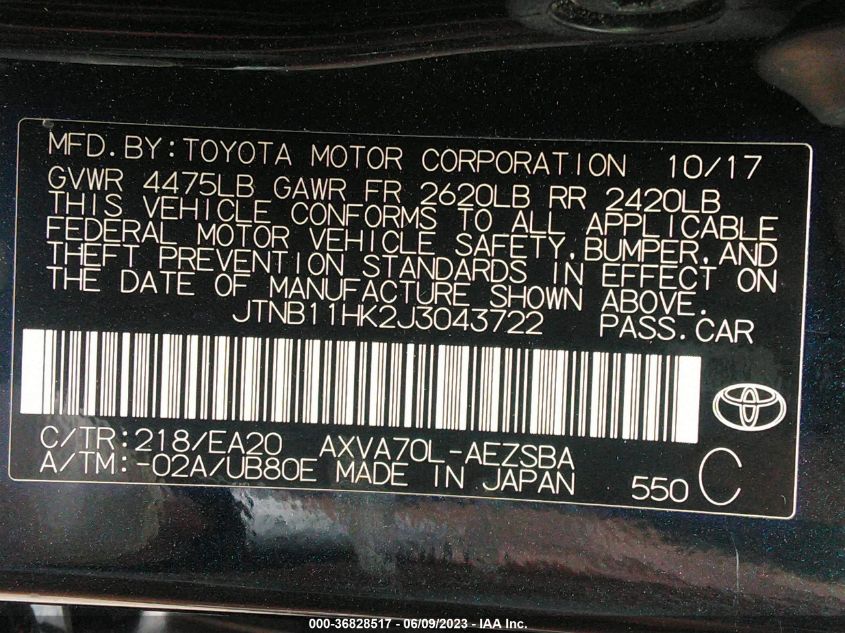 MFD.BY:TOYOTA MOTOR CORPORATION 10/17
GVWR 4475LB GAWR FR 2620LB RR 2420LB
THIS VEHICLE CONFORMS TO ALL APPLICABLE
FEDERAL MOTOR VEHICLE SAFETY,BUMPER,AND
THEFT PREVENTION STANDARDS IN EFFECT ON
THE DATE OF MANUFACTURE SHOWN ABOVE.
JTNB11HK2J3043722 PASS.CAR
C/TR:218/EA20 AXVA70L-AEZSBA
A/TM:-02A/UB80E MADE IN JAPAN 550 C
000-36828517 - 06/09/2023 - IAA Inc.